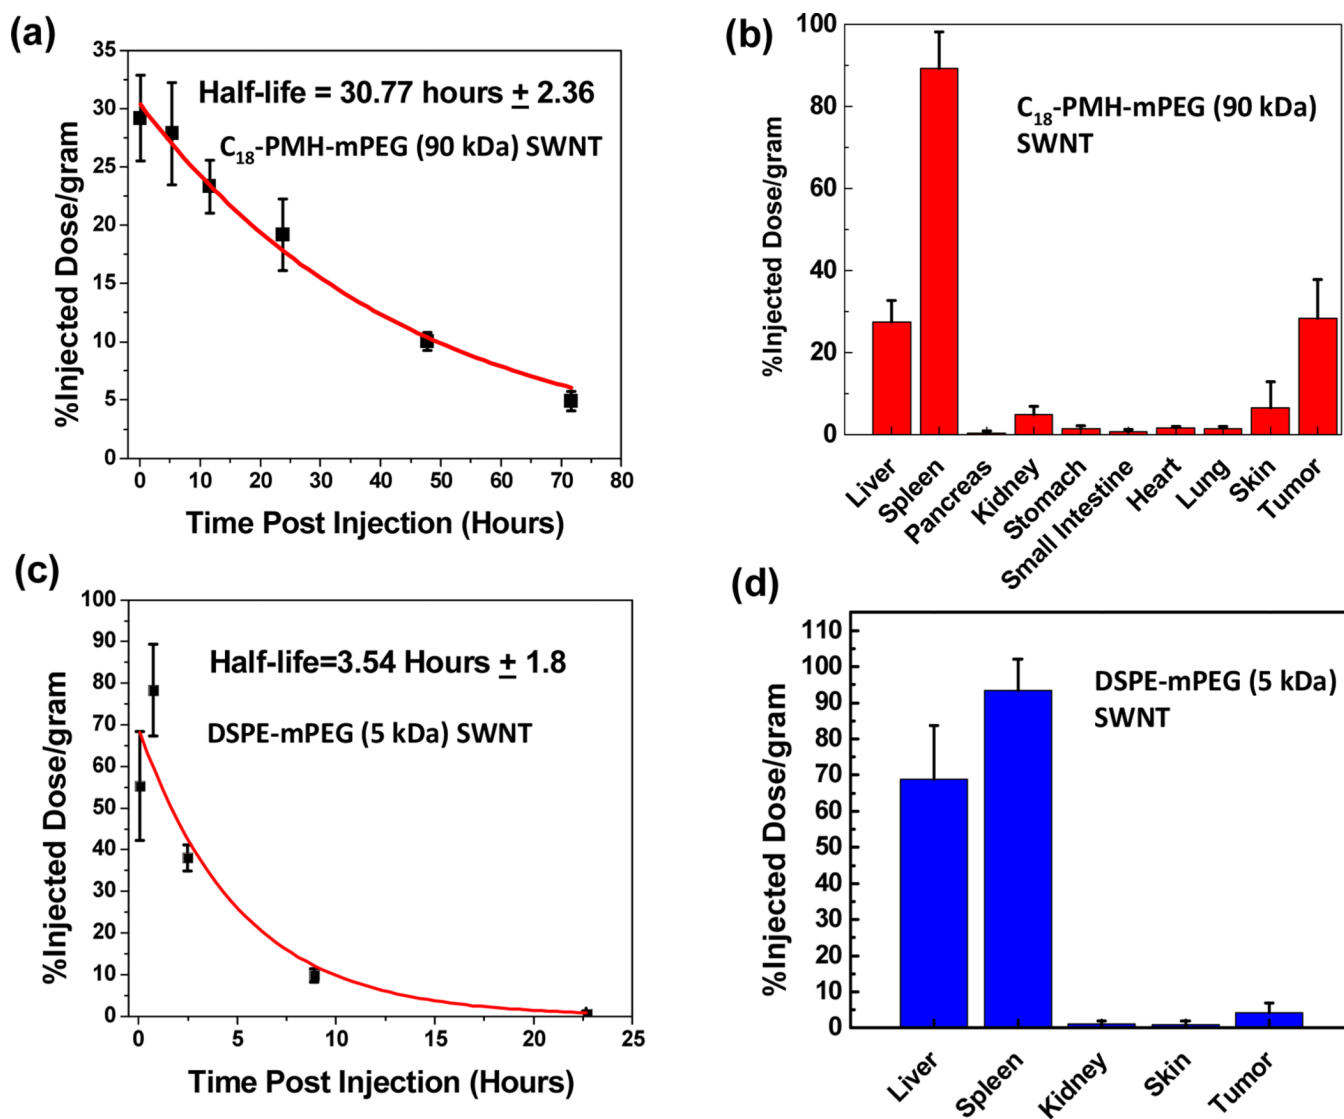 (a)
35
30
25
20
15
10
5
0
%Injected Dose/gram
Half-life = 30.77 hours ± 2.36
C₁₈-PMH-mPEG (90 kDa) SWNT
0 10 20 30 40 50 60 70 80
Time Post Injection (Hours)
(b)
100
80
60
40
20
0
%Injected Dose/gram
C₁₈-PMH-mPEG (90 kDa)
SWNT
Liver
Spleen
Pancreas
Kidney
Stomach
Small Intestine
Heart
Lung
Skin
Tumor
(c)
100
90
80
70
60
50
40
30
20
10
0
%Injected Dose/gram
Half-life=3.54 Hours ± 1.8
DSPE-mPEG (5 kDa) SWNT
0 5 10 15 20 25
Time Post Injection (Hours)
(d)
110
100
90
80
70
60
50
40
30
20
10
0
%Injected Dose/gram
DSPE-mPEG (5 kDa)
SWNT
Liver
Spleen
Kidney
Skin
Tumor